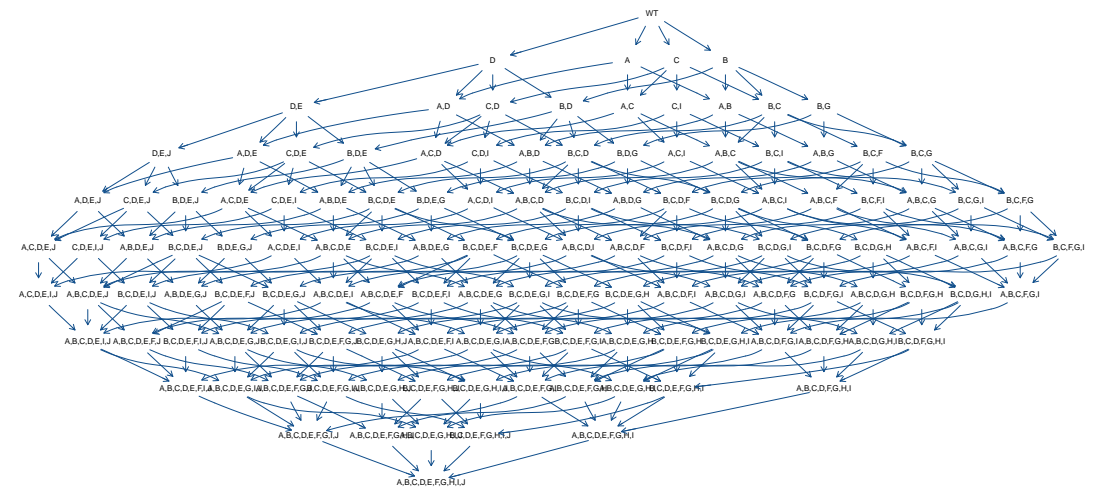 WT
D A C B
D,E A,D C,D B,D A,C C,I A,B B,C B,G
D,E,J A,D,E C,D,E B,D,E A,C,D C,D,I A,B,D B,C,D B,D,G A,C,I A,B,C B,C,I A,B,G B,C,F B,C,G
A,D,E,J C,D,E,J B,D,E,J A,C,D,E C,D,E,I A,B,D,E B,C,D,E B,D,E,G A,C,D,I A,B,C,D B,C,D,I A,B,D,G B,C,D,F B,C,D,G A,B,C,I A,B,C,F B,C,F,I A,B,C,G B,C,G,I B,C,F,G
A,C,D,E,J C,D,E,I,J A,B,D,E,J B,C,D,E,J B,D,E,G,J A,C,D,E,I A,B,C,D,E B,C,D,E,I A,B,D,E,G B,C,D,E,F B,C,D,E,G A,B,C,D,I A,B,C,D,F B,C,D,F,I A,B,C,D,G B,C,D,G,I B,C,D,F,G B,C,D,G,H A,B,C,F,I A,B,C,G,I A,B,C,F,G B,C,F,G,I
A,C,D,E,I,J A,B,C,D,E,J B,C,D,E,I,J A,B,D,E,G,J B,C,D,E,F,J B,C,D,E,G,J A,B,C,D,E,I A,B,C,D,E,F B,C,D,E,F,I A,B,C,D,E,G B,C,D,E,G,I B,C,D,E,F,G B,C,D,E,G,H A,B,C,D,F,I A,B,C,D,G,I A,B,C,D,F,G B,C,D,F,G,I A,B,C,D,G,H B,C,D,F,G,H B,C,D,G,H,I A,B,C,F,G,I
A,B,C,D,E,I,J A,B,C,D,E,F,J B,C,D,E,F,I,J A,B,C,D,E,G,J B,C,D,E,G,I,J B,C,D,E,F,G,J B,C,D,E,G,H,J A,B,C,D,E,F,I A,B,C,D,E,G,I A,B,C,D,E,F,G B,C,D,E,F,G,I A,B,C,D,E,G,H B,C,D,E,F,G,H B,C,D,E,G,H,I A,B,C,D,F,G,I A,B,C,D,F,G,H A,B,C,D,G,H,I B,C,D,F,G,H,I
A,B,C,D,E,F,I,J A,B,C,D,E,G,I,J A,B,C,D,E,F,G,J B,C,D,E,F,G,I,J A,B,C,D,E,G,H,J B,C,D,E,F,G,H,J B,C,D,E,G,H,I,J A,B,C,D,E,F,G,I A,B,C,D,E,F,G,H A,B,C,D,E,G,H,I B,C,D,E,F,G,H,I A,B,C,D,F,G,H,I
A,B,C,D,E,F,G,I,J A,B,C,D,E,F,G,H,J A,B,C,D,E,G,H,I,J B,C,D,E,F,G,H,I,J A,B,C,D,E,F,G,H,I
A,B,C,D,E,F,G,H,I,J